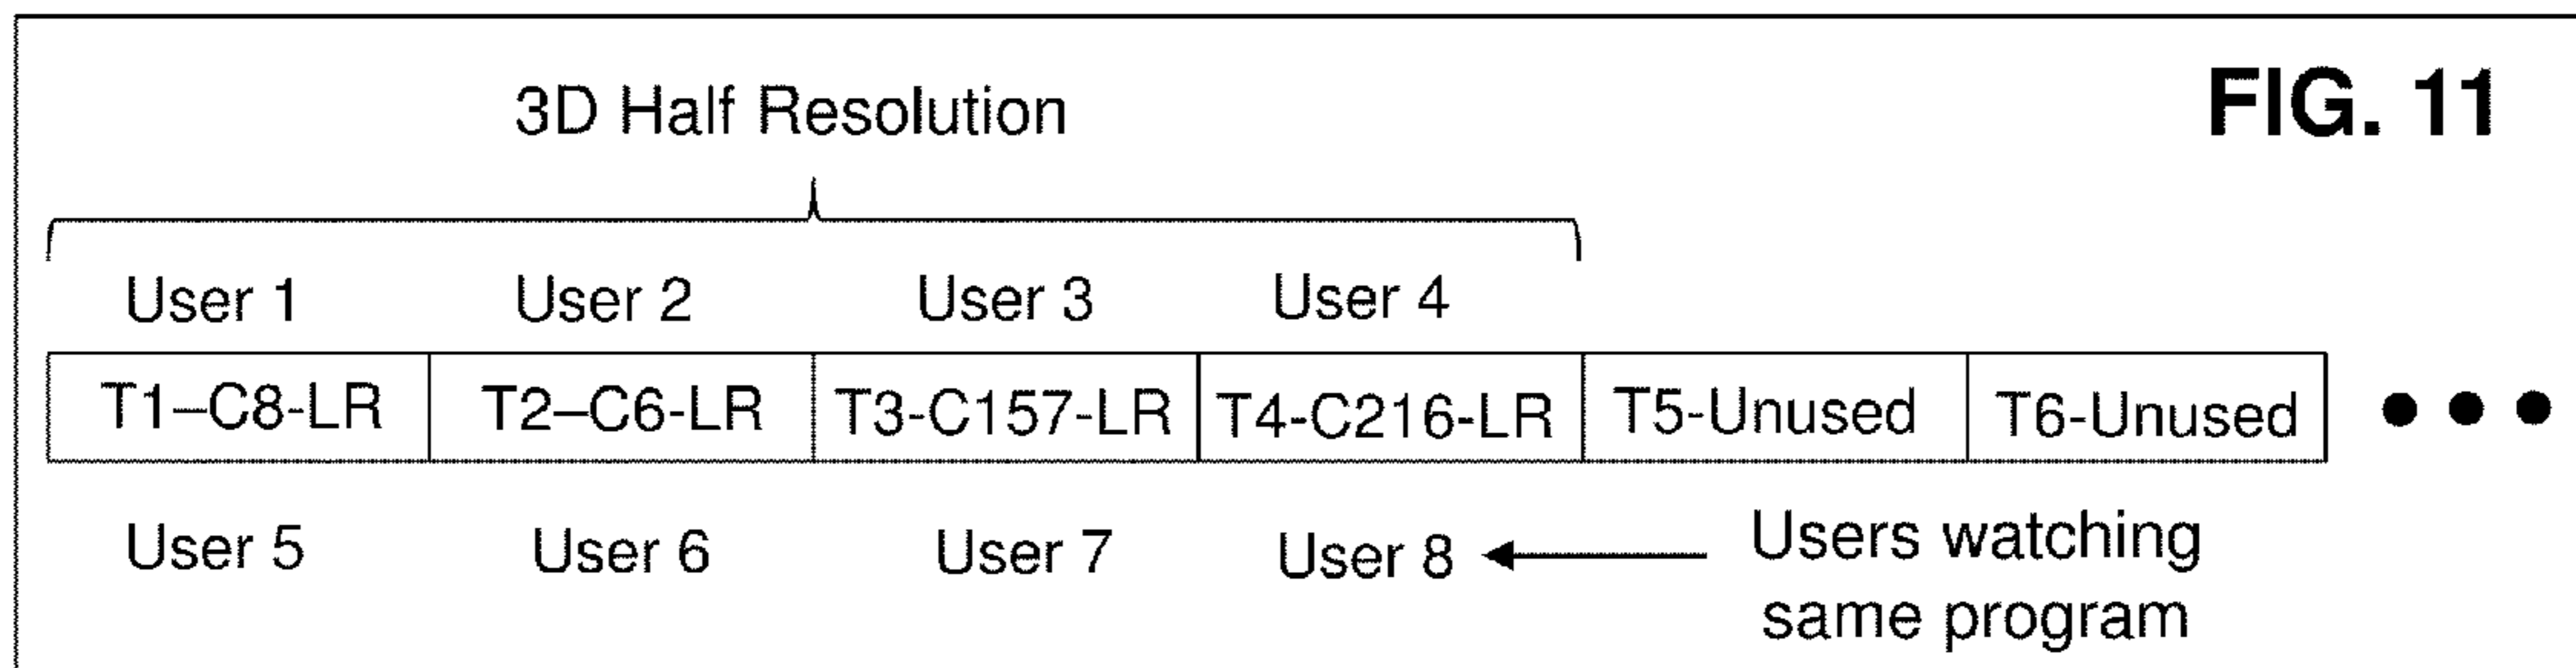 FIG. 11
3D Half Resolution
User 1 User 2 User 3 User 4
T1–C8-LR T2–C6-LR T3-C157-LR T4-C216-LR T5-Unused T6-Unused
User 5 User 6 User 7 User 8 Users watching
same program